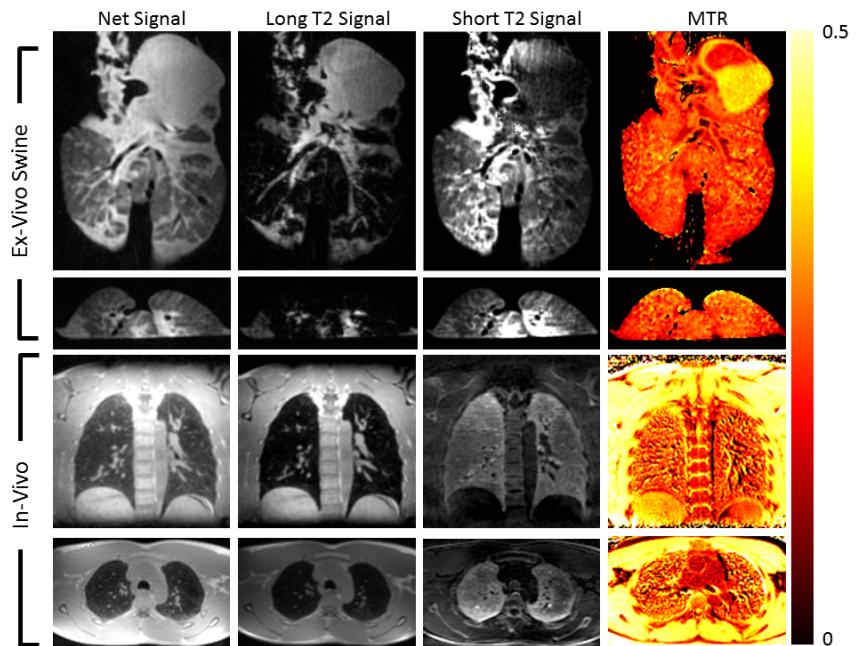 Net Signal
Long T2 Signal
Short T2 Signal
MTR
0.5
Ex-Vivo Swine
In-Vivo
0